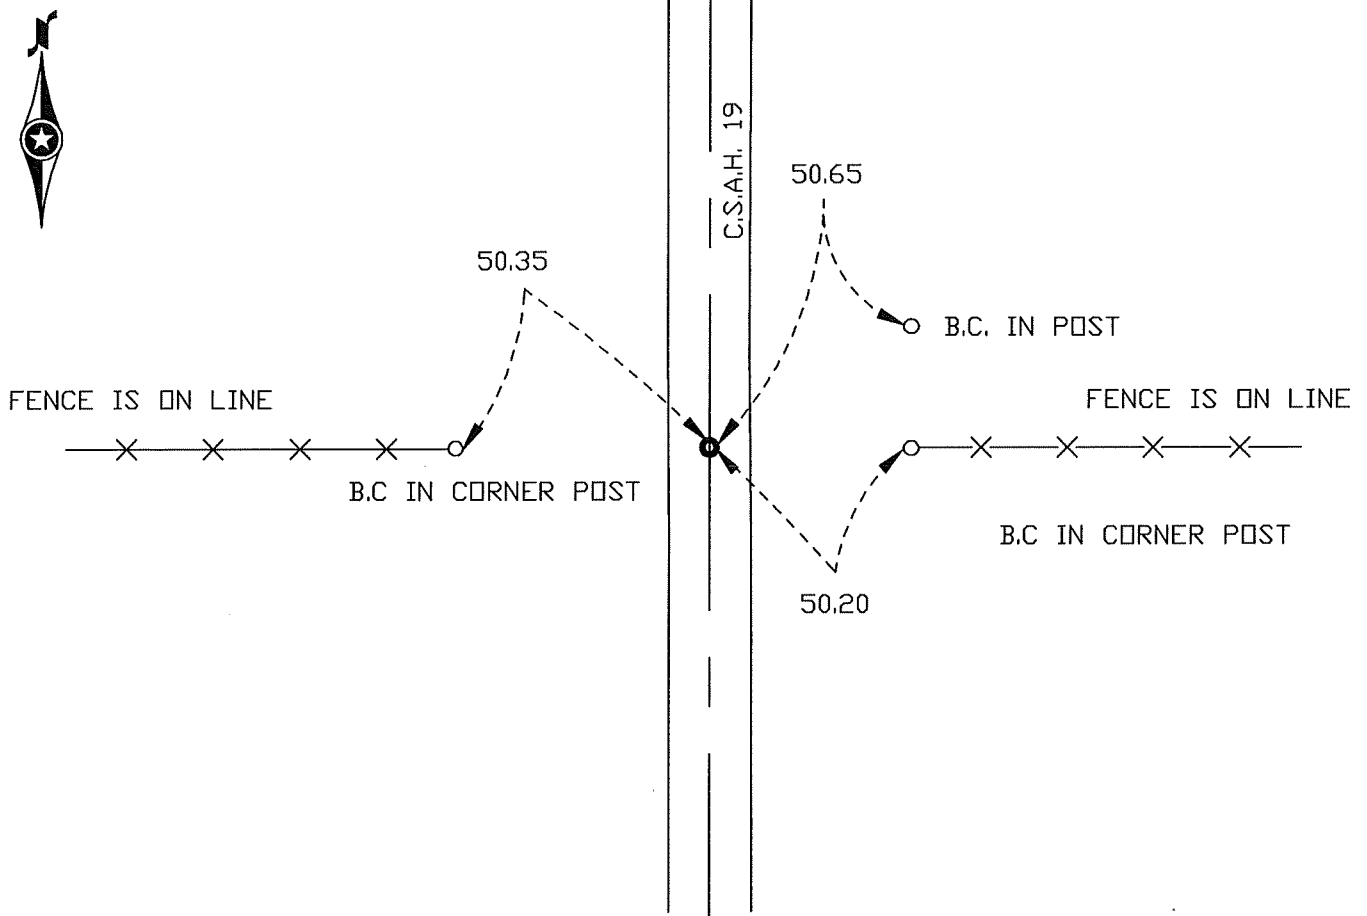 N
C.S.A.H. 19
50.65
50.35
B.C. IN POST
FENCE IS ON LINE
FENCE IS ON LINE
B.C IN CORNER POST
B.C IN CORNER POST
50.20